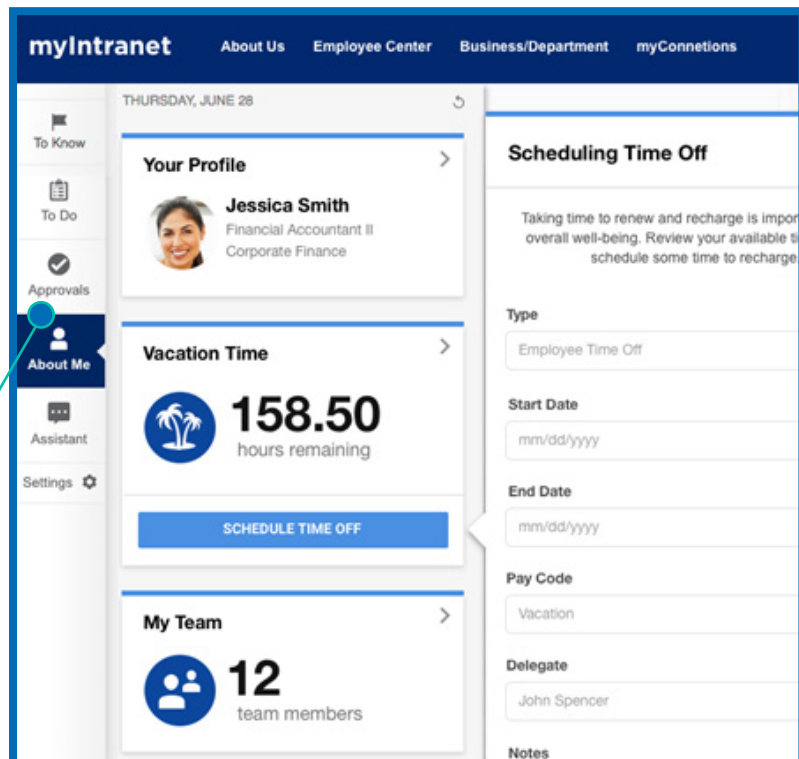 myIntranet
About Us
Employee Center
Business/Department
myConnetions
To Know
To Do
Approvals
About Me
Assistant
Settings
THURSDAY, JUNE 28
Your Profile
Jessica Smith
Financial Accountant II
Corporate Finance
Vacation Time
158.50
hours remaining
SCHEDULE TIME OFF
My Team
12
team members
Scheduling Time Off
Taking time to renew and recharge is
overall well-being. Review your available
schedule some time to recharge.
Type
Employee Time Off
Start Date
mm/dd/yyyy
End Date
mm/dd/yyyy
Pay Code
Vacation
Delegate
John Spencer
Notes